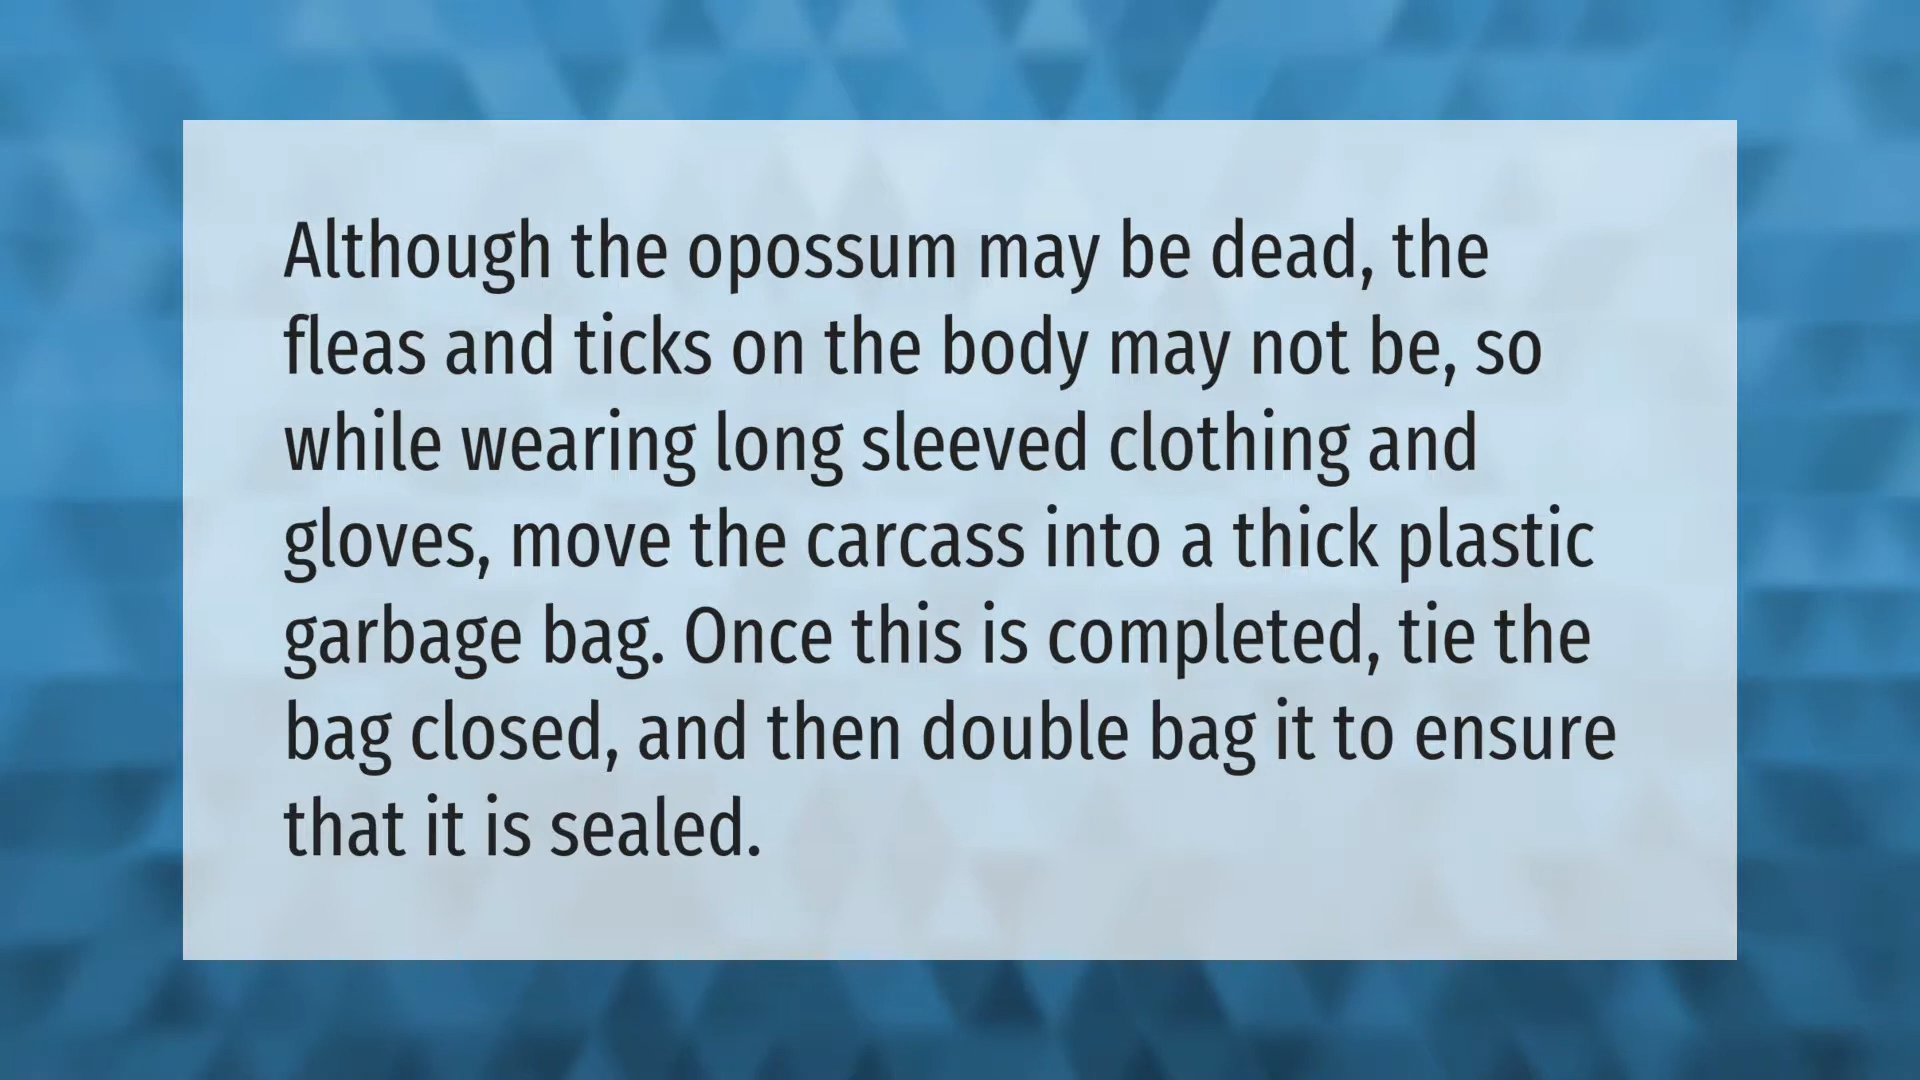 Although the opossum may be dead, the
fleas and ticks on the body may not be, so
while wearing long sleeved clothing and
gloves, move the carcass into a thick plastic
garbage bag. Once this is completed, tie the
bag closed, and then double bag it to ensure
that it is sealed.